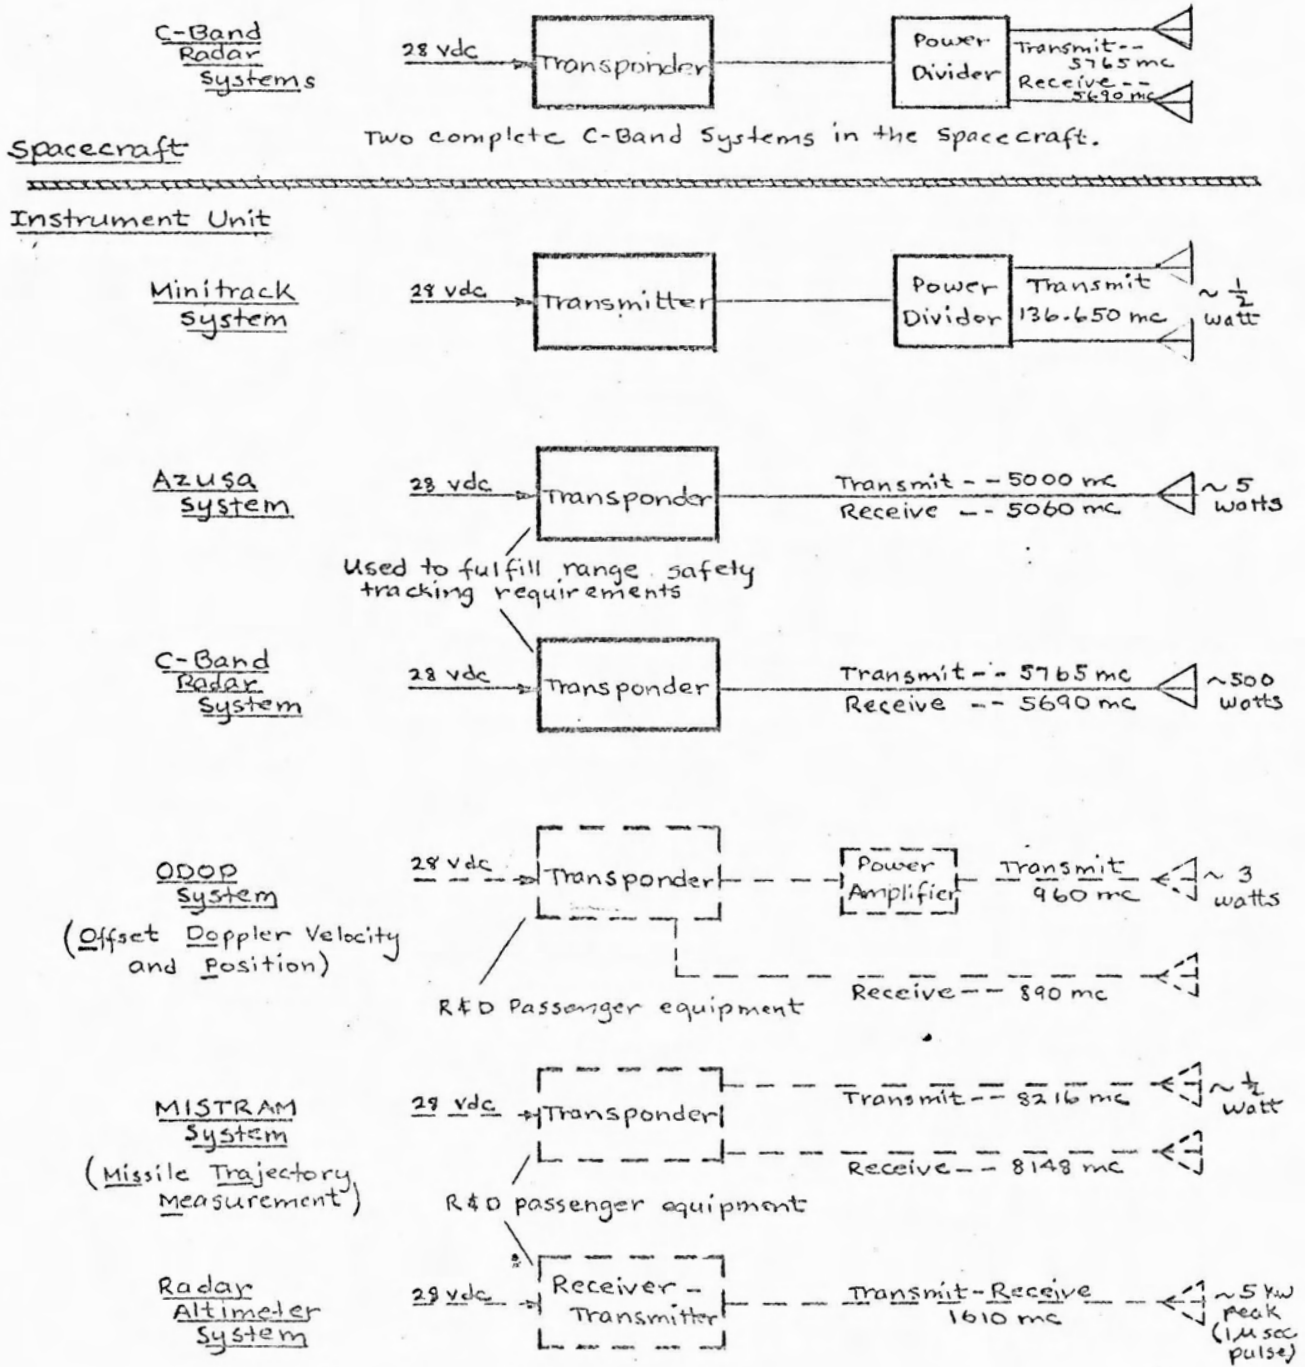 C-Band
Radar
Systems
28 vdc
Transponder
Power
Divider
Transmit--
5765 mc
Receive--
5690 mc
Two complete C-Band Systems in the Spacecraft.
Spacecraft
Instrument Unit
Minitrack
System
28 vdc
Transmitter
Power
Dividor
Transmit
136.650 mc
~ 1/2
watt
Azusa
System
28 vdc
Transponder
Transmit -- 5000 mc
Receive -- 5060 mc
~ 5
watts
Used to fulfill range safety
tracking requirements
C-Band
Radar
System
28 vdc
Transponder
Transmit -- 5765 mc
Receive -- 5690 mc
~500
watts
ODOP
System
(Offset Doppler Velocity
and Position)
28 vdc
Transponder
Power
Amplifier
Transmit
960 mc
~ 3
watts
Receive -- 890 mc
R&D Passenger equipment
MISTRAM
System
(Missile Trajectory
Measurement)
28 vdc
Transponder
Transmit -- 8216 mc
~ 1/2
watt
Receive -- 8148 mc
R&D passenger equipment
Radar
Altimeter
System
28 vdc
Receiver -
Transmitter
Transmit-Receive
1610 mc
~5 kw
peak
(1 μ sec
pulse)